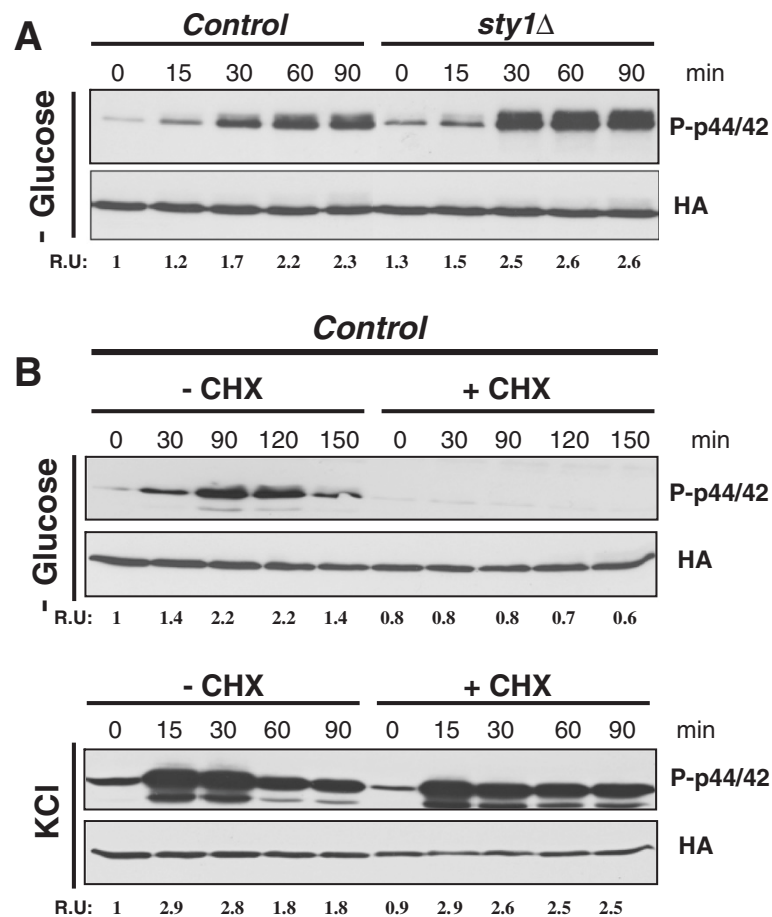 A
Control sty1Δ
0 15 30 60 90 0 15 30 60 90 min
- Glucose
P-p44/42
HA
R.U: 1 1.2 1.7 2.2 2.3 1.3 1.5 2.5 2.6 2.6
Control
B
- CHX + CHX
0 30 90 120 150 0 30 90 120 150 min
- Glucose
P-p44/42
HA
R.U: 1 1.4 2.2 2.2 1.4 0.8 0.8 0.8 0.7 0.6
- CHX + CHX
0 15 30 60 90 0 15 30 60 90 min
KCl
P-p44/42
HA
R.U: 1 2.9 2.8 1.8 1.8 0.9 2.9 2.6 2.5 2.5